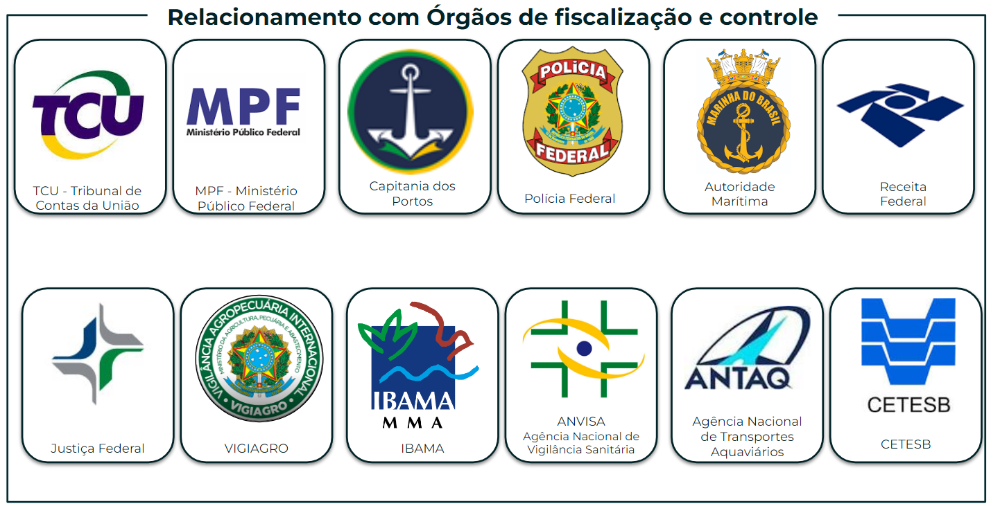 Relacionamento com Órgãos de fiscalização e controle
TCU
TCU - Tribunal de
Contas da União
MPF
Ministério Público Federal
MPF - Ministério
Público Federal
Capitania dos
Portos
POLÍCIA
FEDERAL
Polícia Federal
MARINHA DO BRASIL
Autoridade
Marítima
Receita
Federal
Justiça Federal
VIGILÂNCIA AGROPECUÁRIA INTERNACIONAL
MINISTÉRIO DA AGRICULTURA, PECUÁRIA E ABASTECIMENTO
• VIGIAGRO •
VIGIAGRO
IBAMA
M M A
IBAMA
ANVISA
Agência Nacional de
Vigilância Sanitária
ANTAQ
Agência Nacional
de Transportes
Aquaviários
CETESB
CETESB